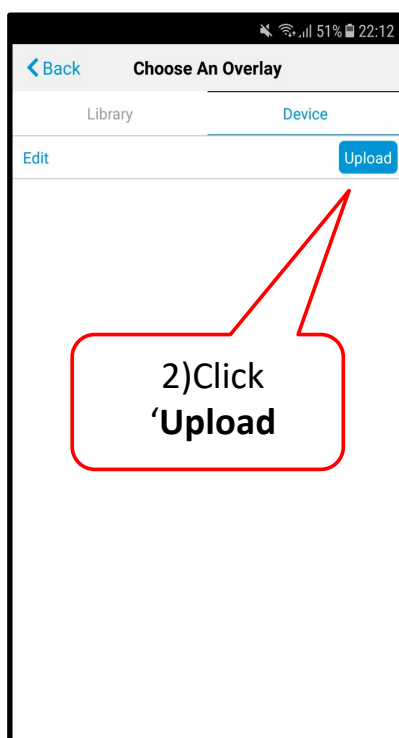 51% 22:12
Back Choose An Overlay
Library Device
Edit Upload
2)Click
‘Upload